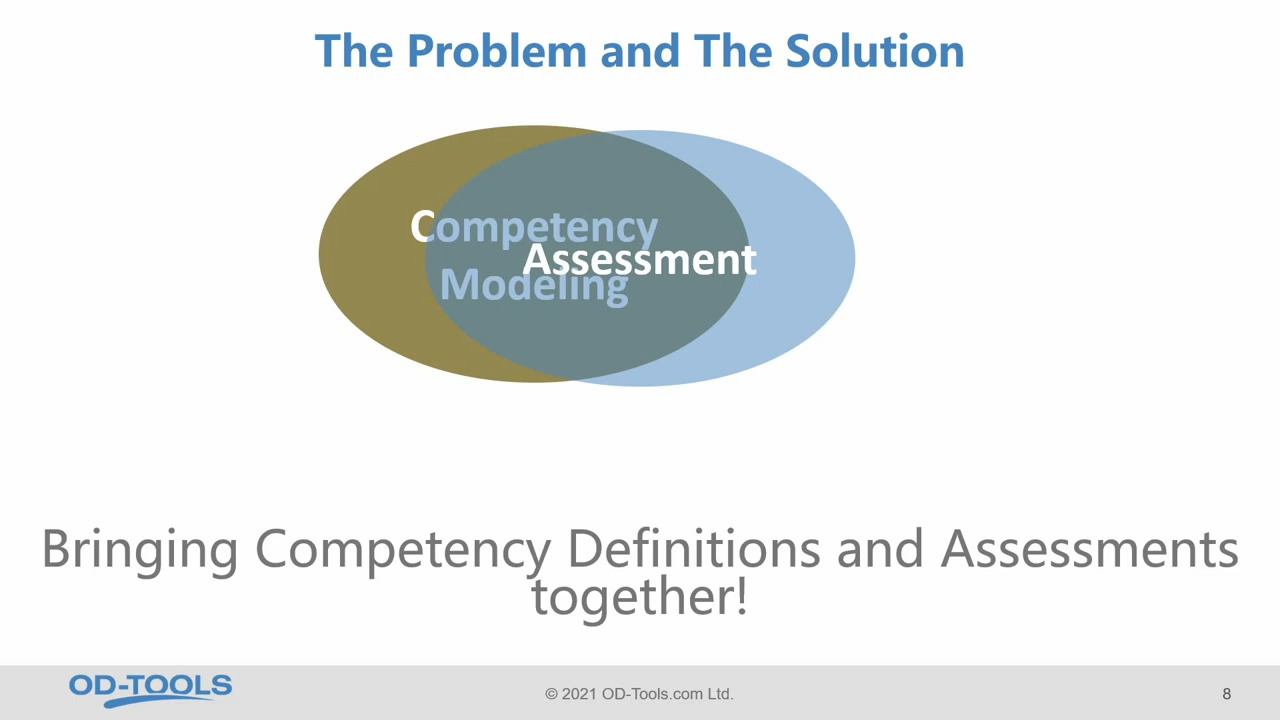 The Problem and The Solution
Competency
Modeling
Assessment
Bringing Competency Definitions and Assessments
together!
OD-TOOLS
© 2021 OD-Tools.com Ltd.
8